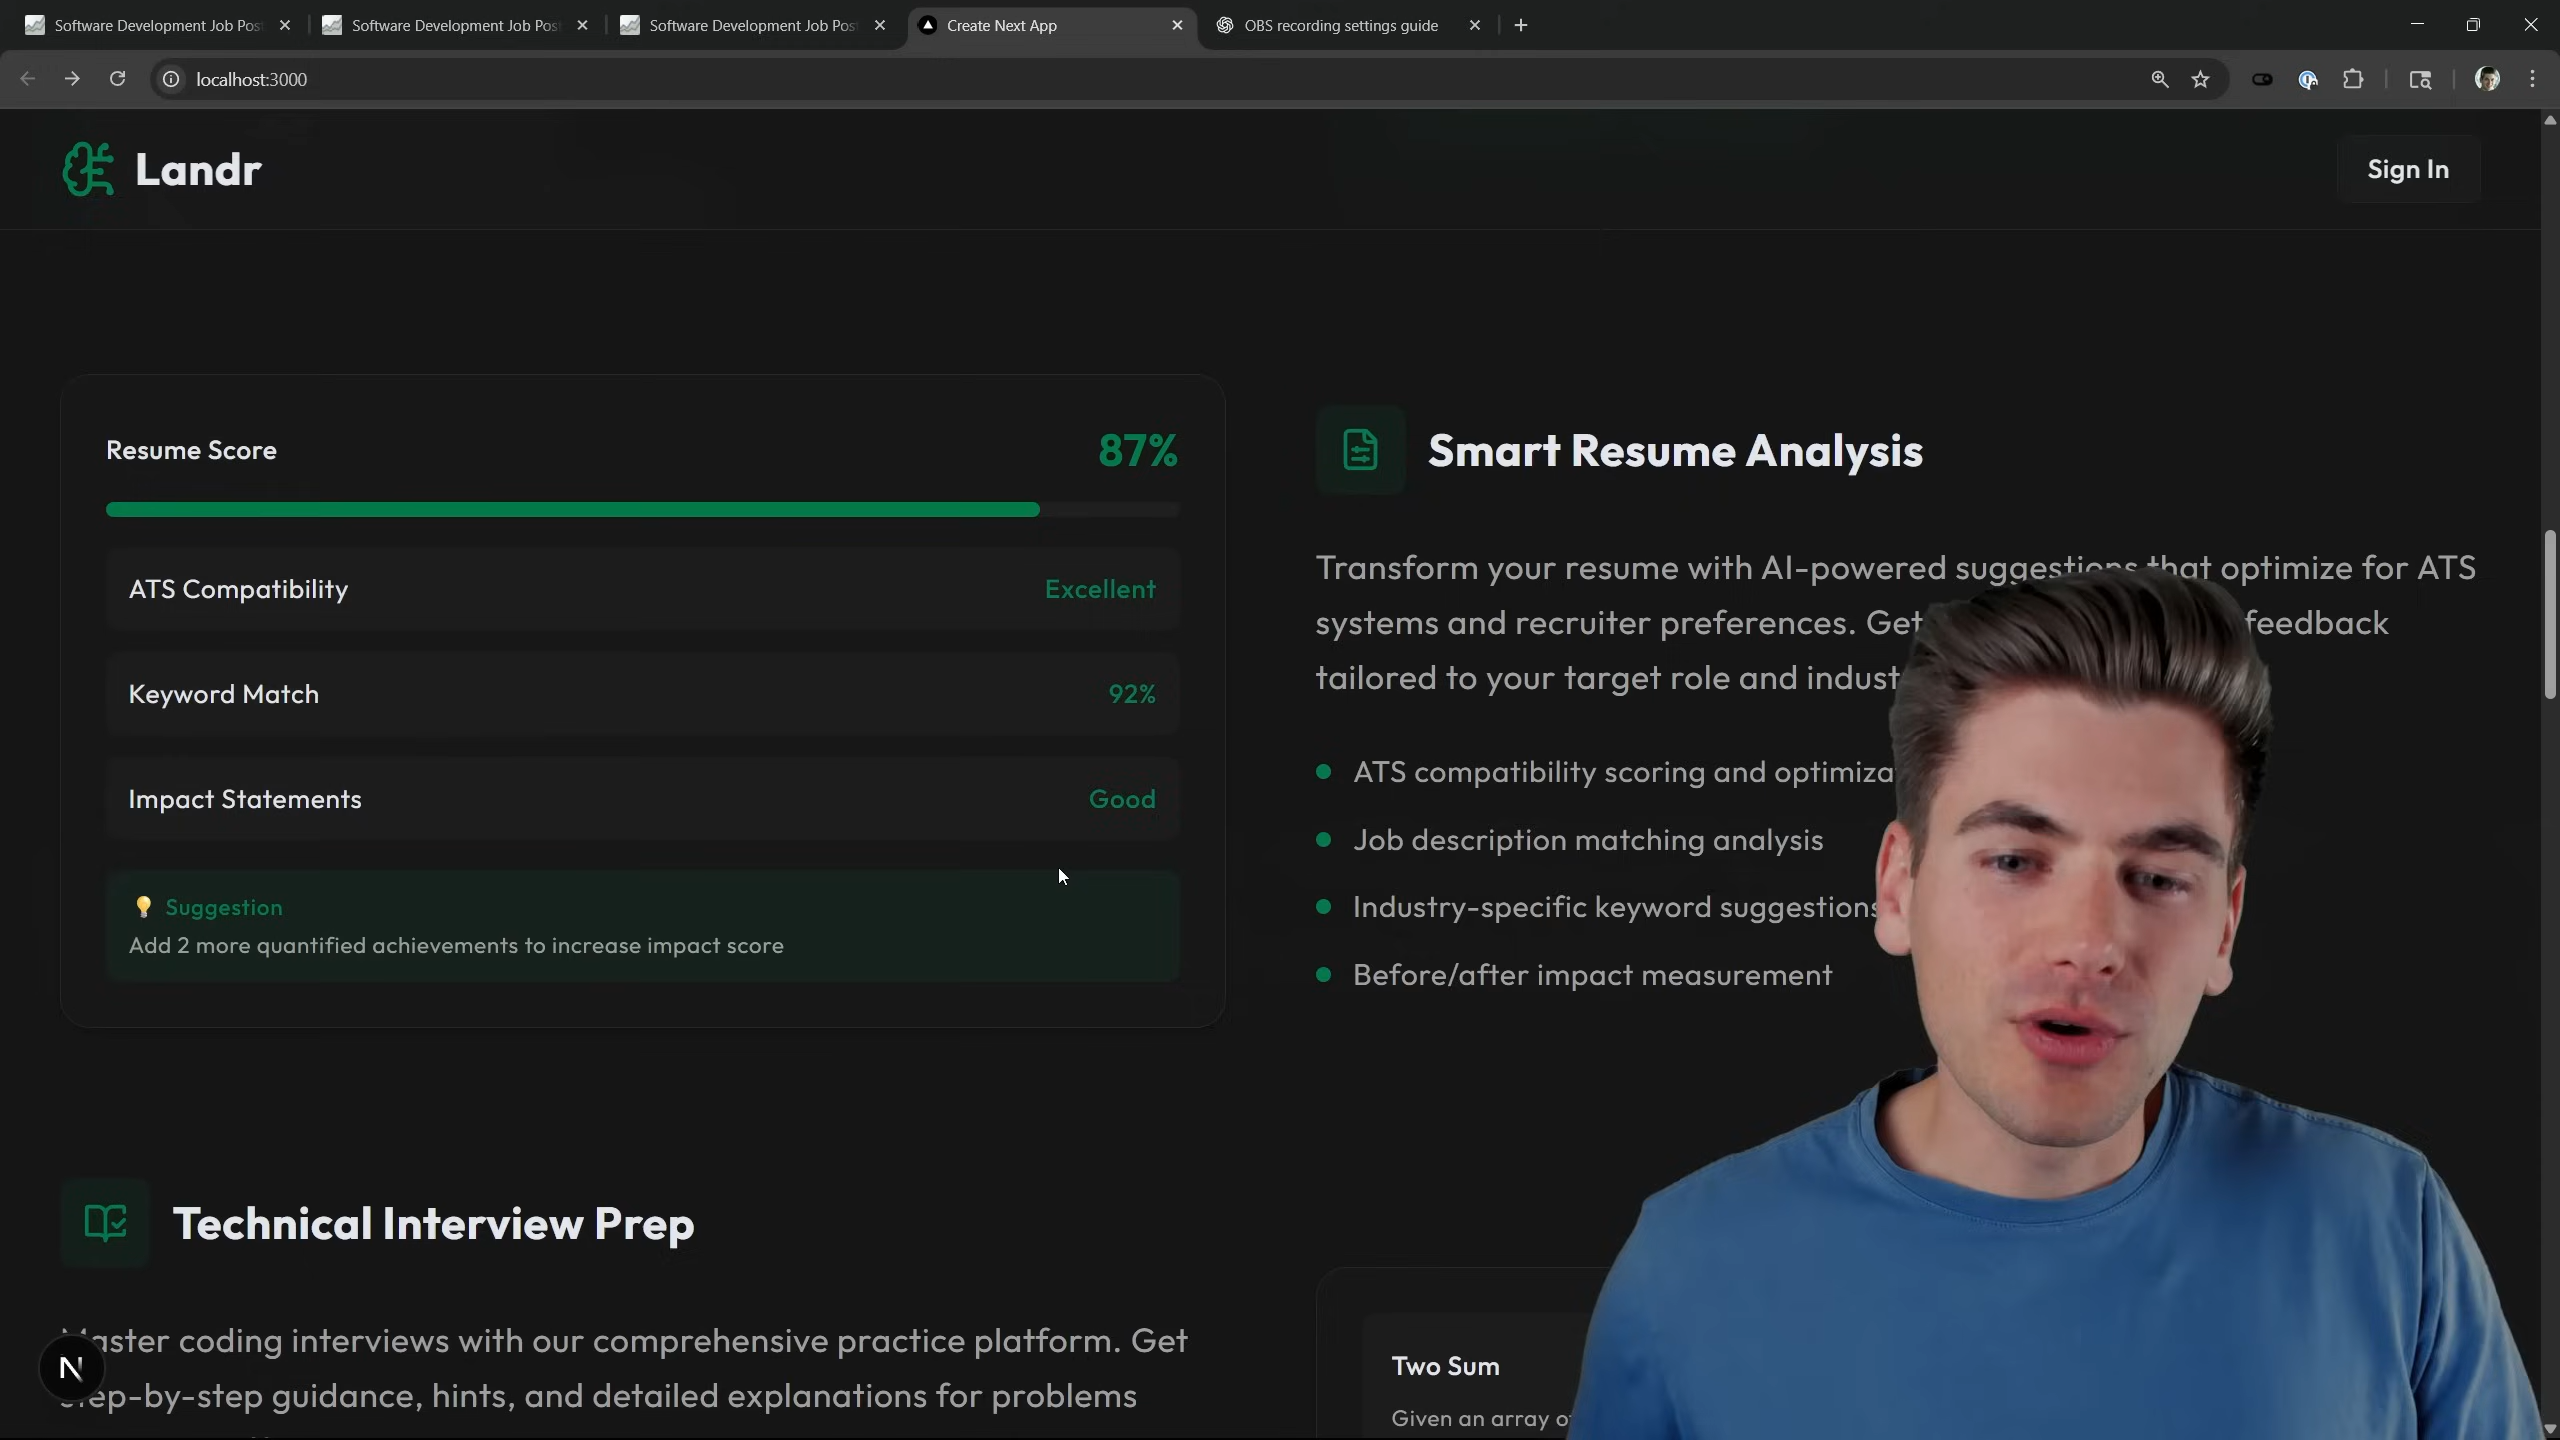 Software Development Job Pos
Software Development Job Pos
Software Development Job Pos
Create Next App
OBS recording settings guide
localhost:3000
Landr
Sign In
Resume Score
87%
ATS Compatibility
Excellent
Keyword Match
92%
Impact Statements
Good
💡 Suggestion
Add 2 more quantified achievements to increase impact score
Smart Resume Analysis
Transform your resume with AI-powered suggestions that optimize for ATS
systems and recruiter preferences. Get feedback
tailored to your target role and indust
ATS compatibility scoring and optimiza
Job description matching analysis
Industry-specific keyword suggestions
Before/after impact measurement
Technical Interview Prep
Master coding interviews with our comprehensive practice platform. Get
step-by-step guidance, hints, and detailed explanations for problems
N
Two Sum
Given an array of